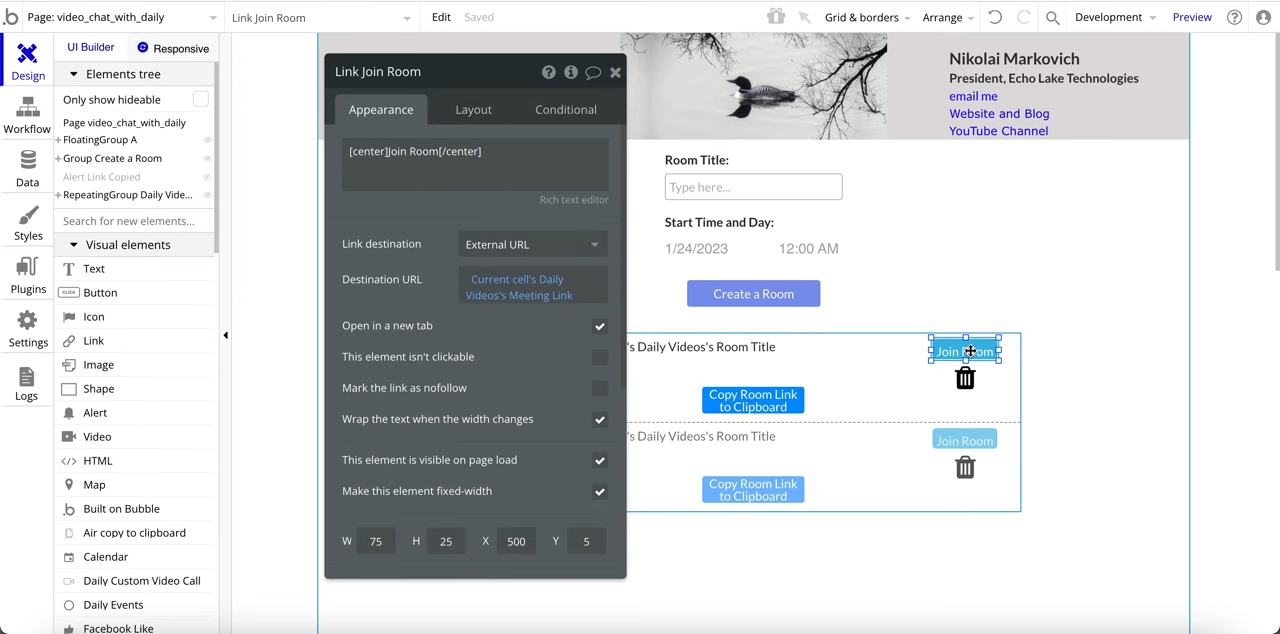 Page: video_chat_with_daily
Link Join Room
Edit
Saved
Grid & borders
Arrange
Development
Preview
Design
Workflow
Data
Styles
Plugins
Settings
Logs
UI Builder
Responsive
Elements tree
Only show hideable
Page video_chat_with_daily
FloatingGroup A
Group Create a Room
Alert Link Copied
RepeatingGroup Daily Vide...
Search for new elements...
Visual elements
Text
CLICK Button
Icon
Link
Image
Shape
Alert
Video
HTML
Map
Built on Bubble
Air copy to clipboard
Calendar
Daily Custom Video Call
Daily Events
Facebook Like
Link Join Room
Appearance
Layout
Conditional
[center]Join Room[/center]
Rich text editor
Link destination
External URL
Destination URL
Current cell's Daily
Videos's Meeting Link
Open in a new tab
This element isn't clickable
Mark the link as nofollow
Wrap the text when the width changes
This element is visible on page load
Make this element fixed-width
W 75 H 25 X 500 Y 5
Nikolai Markovich
President, Echo Lake Technologies
email me
Website and Blog
YouTube Channel
Room Title:
Type here...
Start Time and Day:
1/24/2023 12:00 AM
Create a Room
's Daily Videos's Room Title
Join Room
Copy Room Link
to Clipboard
's Daily Videos's Room Title
Join Room
Copy Room Link
to Clipboard